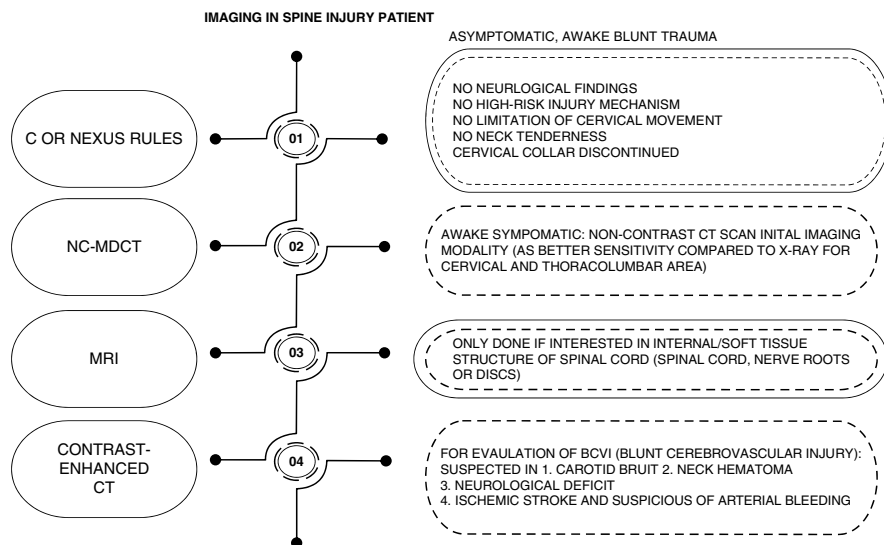 IMAGING IN SPINE INJURY PATIENT
ASYMPTOMATIC, AWAKE BLUNT TRAUMA
C OR NEXUS RULES
01
NO NEURLOGICAL FINDINGS
NO HIGH-RISK INJURY MECHANISM
NO LIMITATION OF CERVICAL MOVEMENT
NO NECK TENDERNESS
CERVICAL COLLAR DISCONTINUED
NC-MDCT
02
AWAKE SYMPOMATIC: NON-CONTRAST CT SCAN INITAL IMAGING
MODALITY (AS BETTER SENSITIVITY COMPARED TO X-RAY FOR
CERVICAL AND THORACOLUMBAR AREA)
MRI
03
ONLY DONE IF INTERESTED IN INTERNAL/SOFT TISSUE
STRUCTURE OF SPINAL CORD (SPINAL CORD, NERVE ROOTS
OR DISCS)
CONTRAST-
ENHANCED
CT
04
FOR EVAULATION OF BCVI (BLUNT CEREBROVASCULAR INJURY):
SUSPECTED IN 1. CAROTID BRUIT 2. NECK HEMATOMA
3. NEUROLOGICAL DEFICIT
4. ISCHEMIC STROKE AND SUSPICIOUS OF ARTERIAL BLEEDING